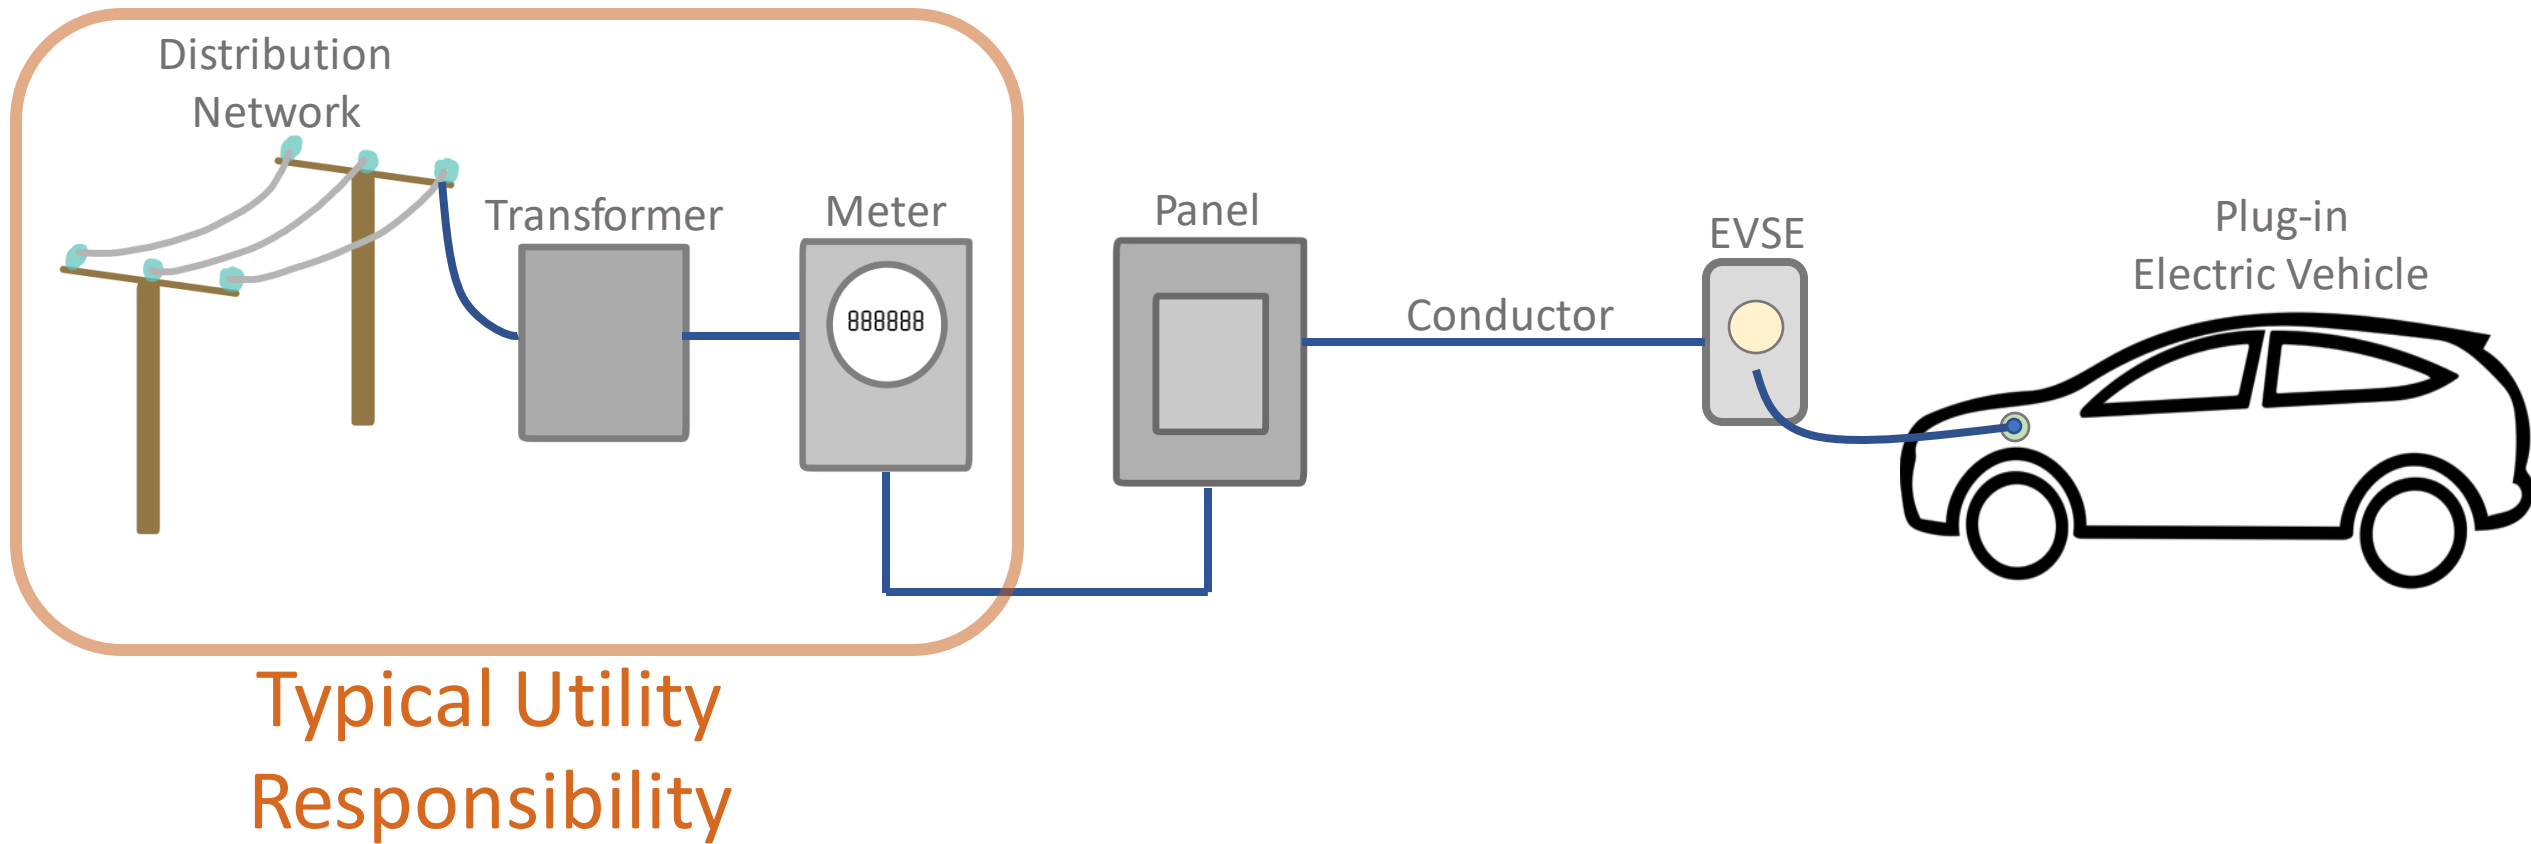 Distribution
Network
Transformer
Meter
888888
Panel
Conductor
EVSE
Plug-in
Electric Vehicle
Typical Utility
Responsibility